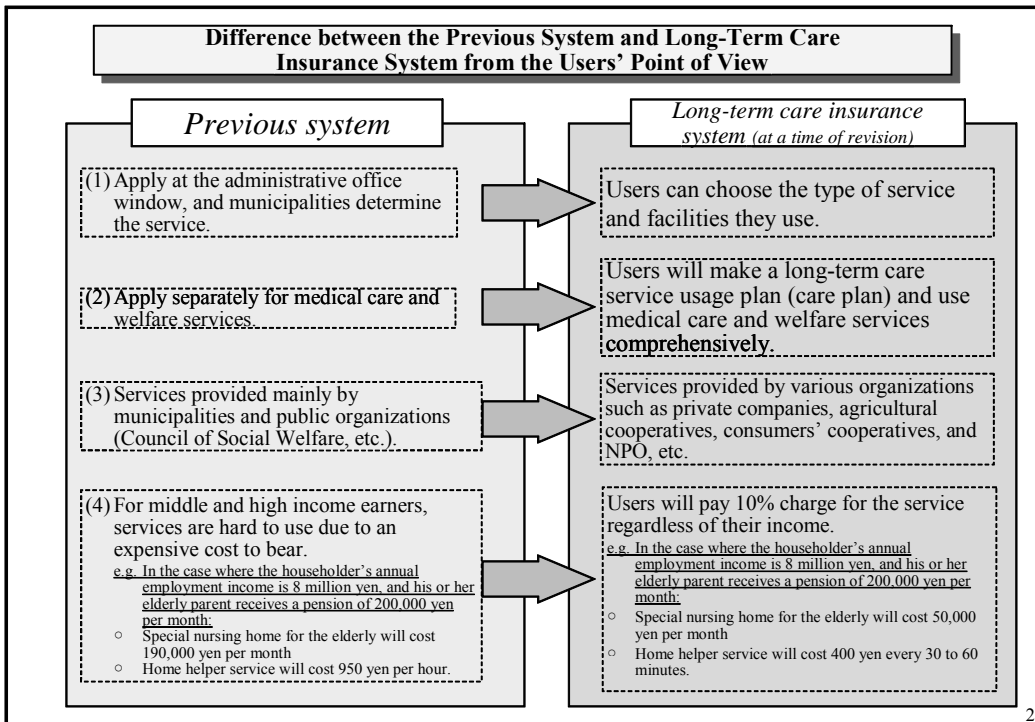 Difference between the Previous System and Long-Term Care
Insurance System from the Users' Point of View
Previous system
(1) Apply at the administrative office
window, and municipalities determine
the service.
(2) Apply separately for medical care and
welfare services.
(3) Services provided mainly by
municipalities and public organizations
(Council of Social Welfare, etc.).
(4) For middle and high income earners,
services are hard to use due to an
expensive cost to bear.
e.g. In the case where the householder's annual
employment income is 8 million yen, and his or her
elderly parent receives a pension of 200,000 yen
per month:
○ Special nursing home for the elderly will cost
190,000 yen per month
○ Home helper service will cost 950 yen per hour.
Long-term care insurance
system (at a time of revision)
Users can choose the type of service
and facilities they use.
Users will make a long-term care
service usage plan (care plan) and use
medical care and welfare services
comprehensively.
Services provided by various organizations
such as private companies, agricultural
cooperatives, consumers' cooperatives, and
NPO, etc.
Users will pay 10% charge for the service
regardless of their income.
e.g. In the case where the householder's annual
employment income is 8 million yen, and his or her
elderly parent receives a pension of 200,000 yen per
month:
○ Special nursing home for the elderly will cost 50,000
yen per month
○ Home helper service will cost 400 yen every 30 to 60
minutes.
2